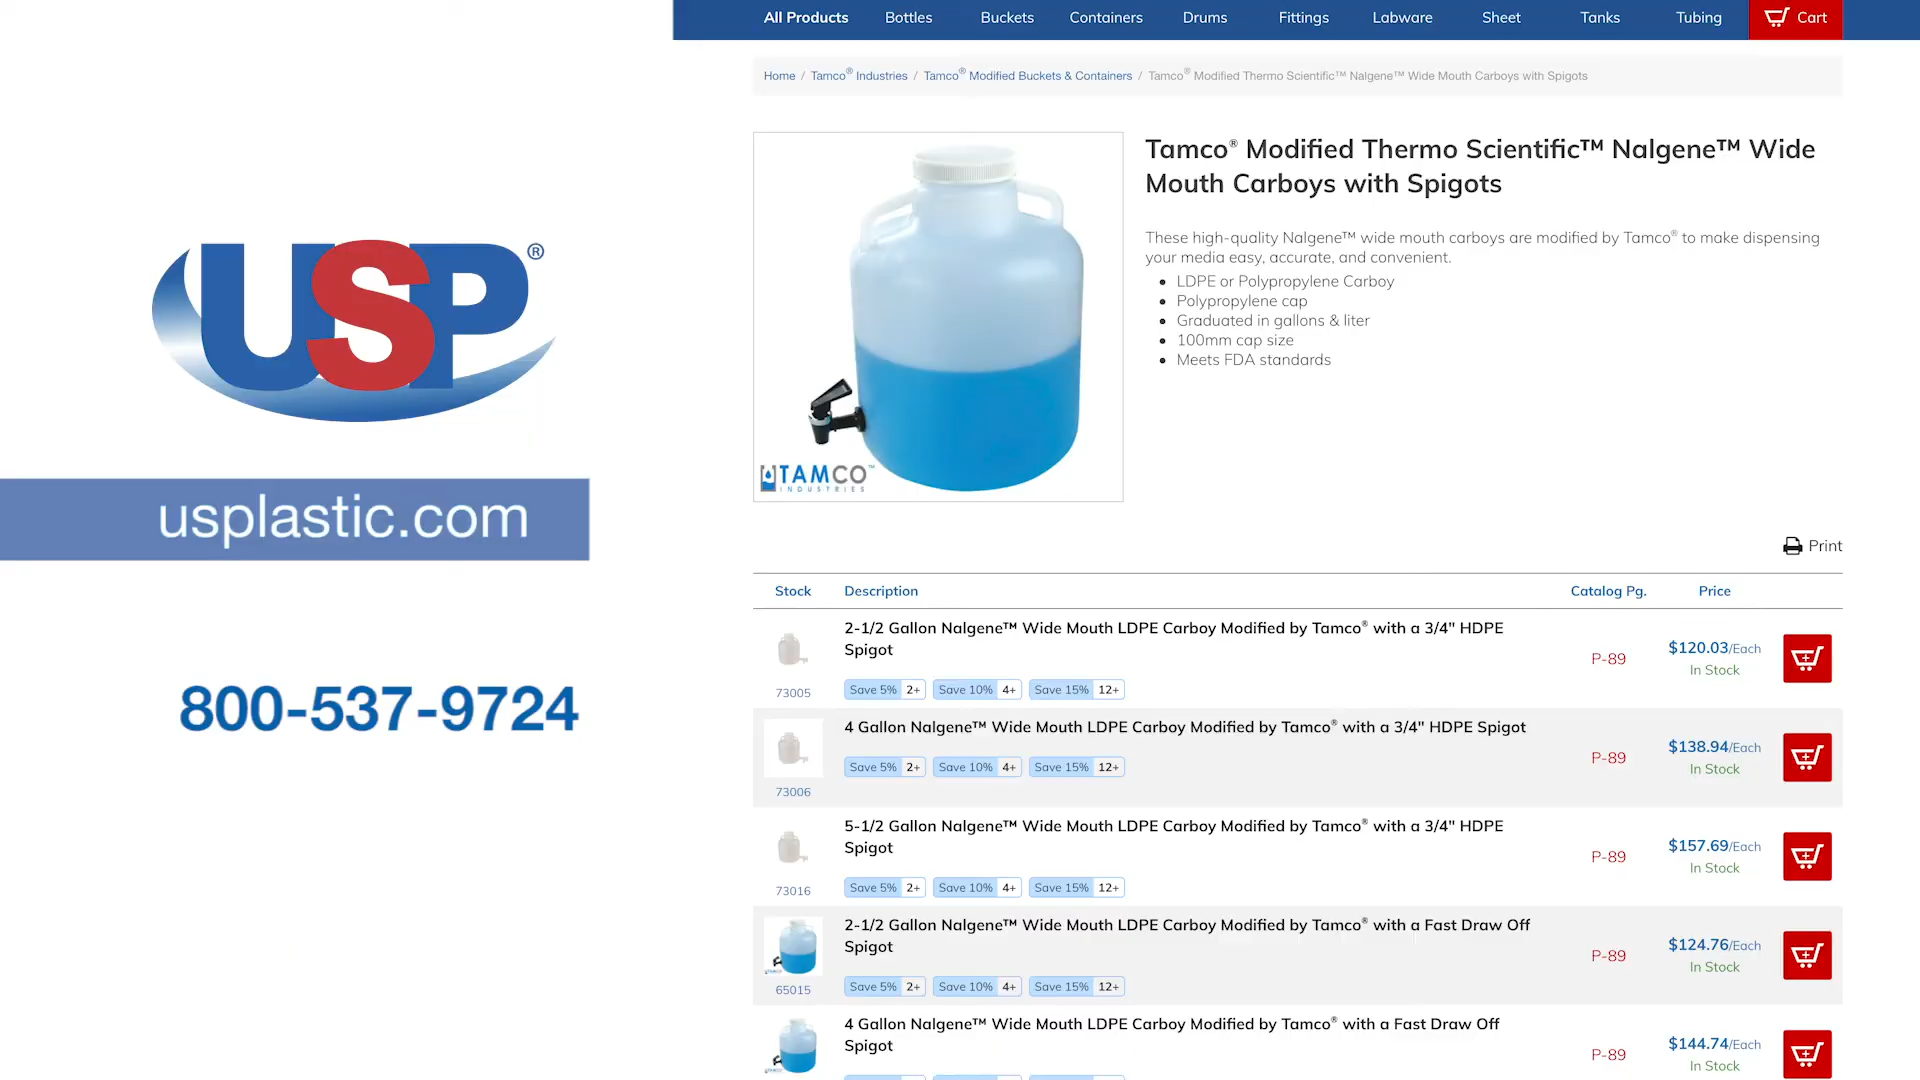 All Products Bottles Buckets Containers Drums Fittings Labware Sheet Tanks Tubing Cart
Home / Tamco® Industries / Tamco® Modified Buckets & Containers / Tamco® Modified Thermo Scientific™ Nalgene™ Wide Mouth Carboys with Spigots
USP®
usplastic.com
800-537-9724
TAMCO™
INDUSTRIES
Tamco® Modified Thermo Scientific™ Nalgene™ Wide
Mouth Carboys with Spigots
These high-quality Nalgene™ wide mouth carboys are modified by Tamco® to make dispensing
your media easy, accurate, and convenient.
• LDPE or Polypropylene Carboy
• Polypropylene cap
• Graduated in gallons & liter
• 100mm cap size
• Meets FDA standards
Print
Stock Description Catalog Pg. Price
2-1/2 Gallon Nalgene™ Wide Mouth LDPE Carboy Modified by Tamco® with a 3/4" HDPE
Spigot
P-89 $120.03/Each
In Stock
73005 Save 5% 2+ Save 10% 4+ Save 15% 12+
4 Gallon Nalgene™ Wide Mouth LDPE Carboy Modified by Tamco® with a 3/4" HDPE Spigot
P-89 $138.94/Each
In Stock
Save 5% 2+ Save 10% 4+ Save 15% 12+
73006
5-1/2 Gallon Nalgene™ Wide Mouth LDPE Carboy Modified by Tamco® with a 3/4" HDPE
Spigot
P-89 $157.69/Each
In Stock
73016 Save 5% 2+ Save 10% 4+ Save 15% 12+
2-1/2 Gallon Nalgene™ Wide Mouth LDPE Carboy Modified by Tamco® with a Fast Draw Off
Spigot
P-89 $124.76/Each
In Stock
65015 Save 5% 2+ Save 10% 4+ Save 15% 12+
4 Gallon Nalgene™ Wide Mouth LDPE Carboy Modified by Tamco® with a Fast Draw Off
Spigot
P-89 $144.74/Each
In Stock